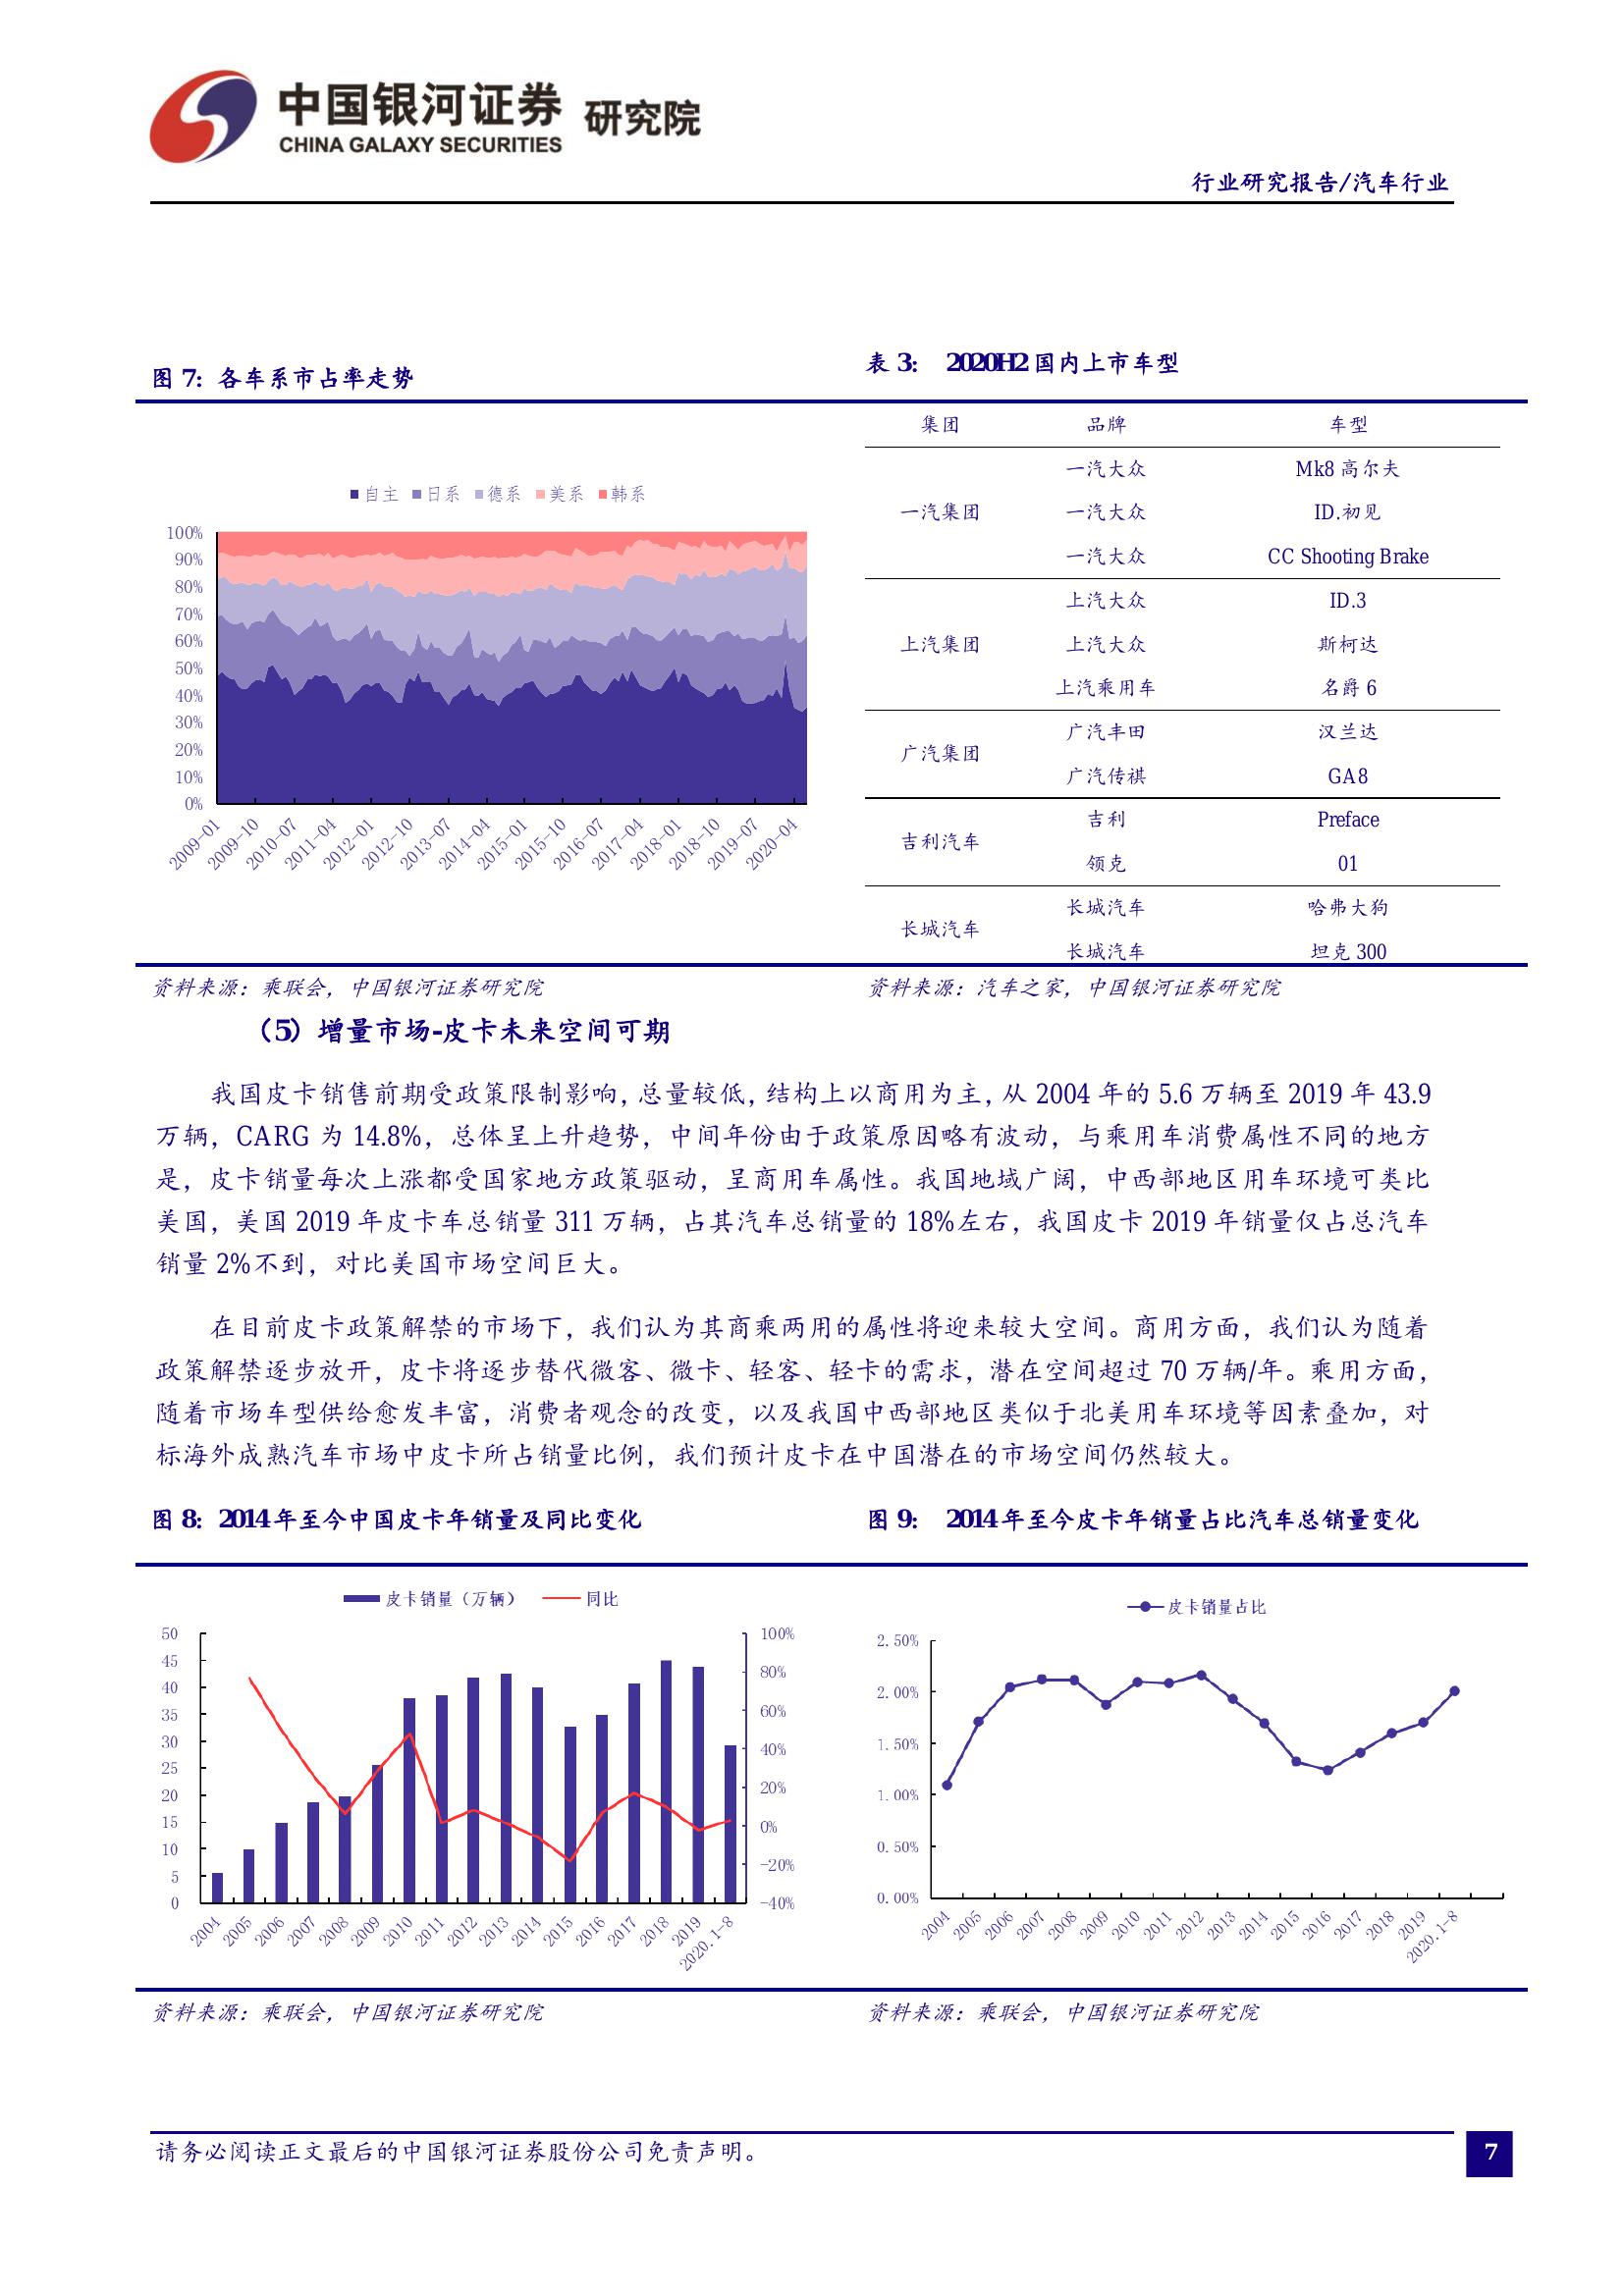 中国银河证券 研究院
CHINA GALAXY SECURITIES
行业研究报告/汽车行业
图 7：各车系市占率走势
自主 日系 德系 美系 韩系
100%
90%
80%
70%
60%
50%
40%
30%
20%
10%
0%
2009-01 2009-10 2010-07 2011-04 2012-01 2012-10 2013-07 2014-04 2015-01 2015-10 2016-07 2017-04 2018-01 2018-10 2019-07 2020-04
资料来源：乘联会，中国银河证券研究院
表 3： 2020H2 国内上市车型
集团 品牌 车型
一汽大众 Mk8 高尔夫
一汽集团 一汽大众 ID.初见
一汽大众 CC Shooting Brake
上汽大众 ID.3
上汽集团 上汽大众 斯柯达
上汽乘用车 名爵 6
广汽集团
广汽丰田 汉兰达
广汽传祺 GA8
吉利汽车
吉利 Preface
领克 01
长城汽车
长城汽车 哈弗大狗
长城汽车 坦克 300
资料来源：汽车之家，中国银河证券研究院
（5）增量市场-皮卡未来空间可期
我国皮卡销售前期受政策限制影响，总量较低，结构上以商用为主，从 2004 年的 5.6 万辆至 2019 年 43.9
万辆，CARG 为 14.8%，总体呈上升趋势，中间年份由于政策原因略有波动，与乘用车消费属性不同的地方
是，皮卡销量每次上涨都受国家地方政策驱动，呈商用车属性。我国地域广阔，中西部地区用车环境可类比
美国，美国 2019 年皮卡车总销量 311 万辆，占其汽车总销量的 18%左右，我国皮卡 2019 年销量仅占总汽车
销量 2%不到，对比美国市场空间巨大。
在目前皮卡政策解禁的市场下，我们认为其商乘两用的属性将迎来较大空间。商用方面，我们认为随着
政策解禁逐步放开，皮卡将逐步替代微客、微卡、轻客、轻卡的需求，潜在空间超过 70 万辆/年。乘用方面，
随着市场车型供给愈发丰富，消费者观念的改变，以及我国中西部地区类似于北美用车环境等因素叠加，对
标海外成熟汽车市场中皮卡所占销量比例，我们预计皮卡在中国潜在的市场空间仍然较大。
图 8：2014 年至今中国皮卡年销量及同比变化
皮卡销量（万辆） 同比
50
45
40
35
30
25
20
15
10
5
0
100%
80%
60%
40%
20%
0%
-20%
-40%
2004 2005 2006 2007 2008 2009 2010 2011 2012 2013 2014 2015 2016 2017 2018 2019 2020.1-8
资料来源：乘联会，中国银河证券研究院
图 9： 2014 年至今皮卡年销量占比汽车总销量变化
皮卡销量占比
2.50%
2.00%
1.50%
1.00%
0.50%
0.00%
2004 2005 2006 2007 2008 2009 2010 2011 2012 2013 2014 2015 2016 2017 2018 2019 2020.1-8
资料来源：乘联会，中国银河证券研究院
请务必阅读正文最后的中国银河证券股份公司免责声明。
7